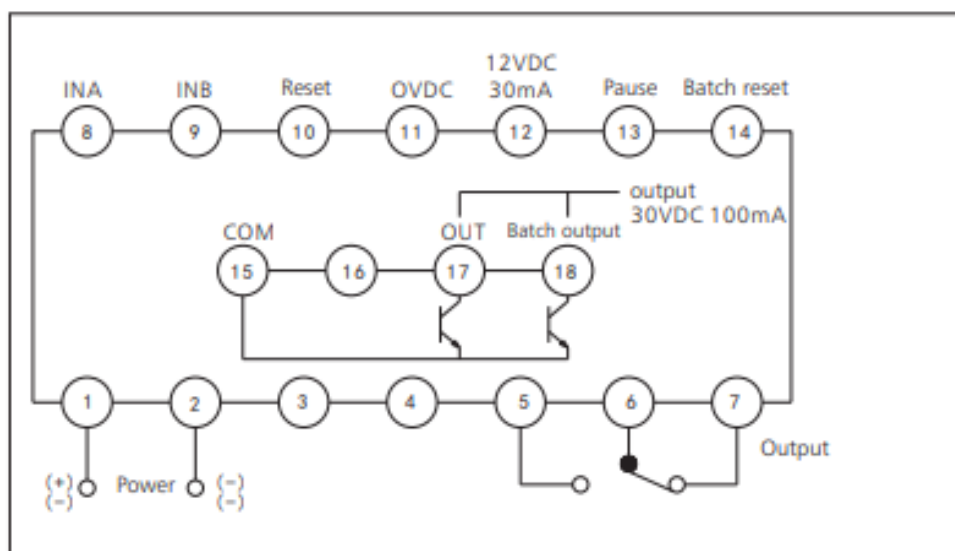 12VDC
INA INB Reset OVDC 30mA Pause Batch reset
8 9 10 11 12 13 14
output
30VDC 100mA
COM OUT Batch output
15 16 17 18
1 2 3 4 5 6 7
Output
(+) Power (−)
(−) (−)